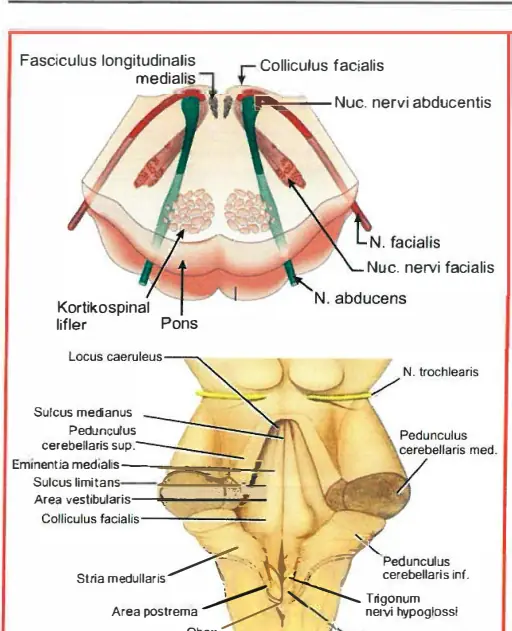 Fasciculus longitudinalis
medialis
Colliculus facialis
Nuc. nervi abducentis
N. facialis
Nuc. nervi facialis
N. abducens
Kortikospinal
lifler
Pons
Locus caeruleus
N. trochlearis
Sulcus medianus
Pedunculus
cerebellaris sup.
Eminentia medialis
Sulcus limitans
Area vestibularis
Colliculus facialis
Pedunculus
cerebellaris med.
Stria medullaris
Pedunculus
cerebellaris inf.
Trigonum
nervi hypoglossi
Area postrema